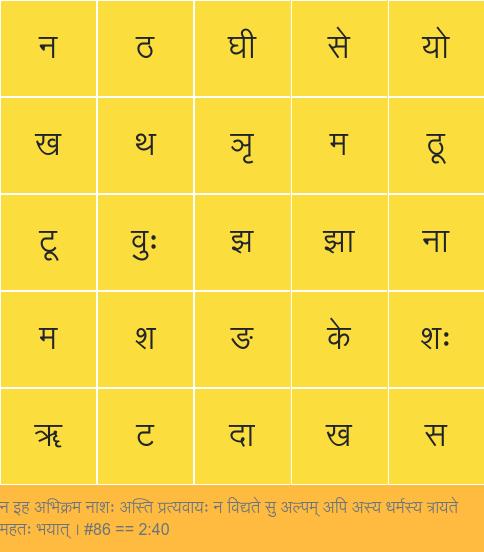 न ठ घी से यो
ख थ ञृ म ठू
टू वुः झ झा ना
म श ङ के शः
ॠ ट दा ख स
न इह अभिक्रम नाशः अस्ति प्रत्यवायः न विद्यते सु अल्पम् अपि अस्य धर्मस्य त्रायते
महतः भयात् । #86 == 2:40